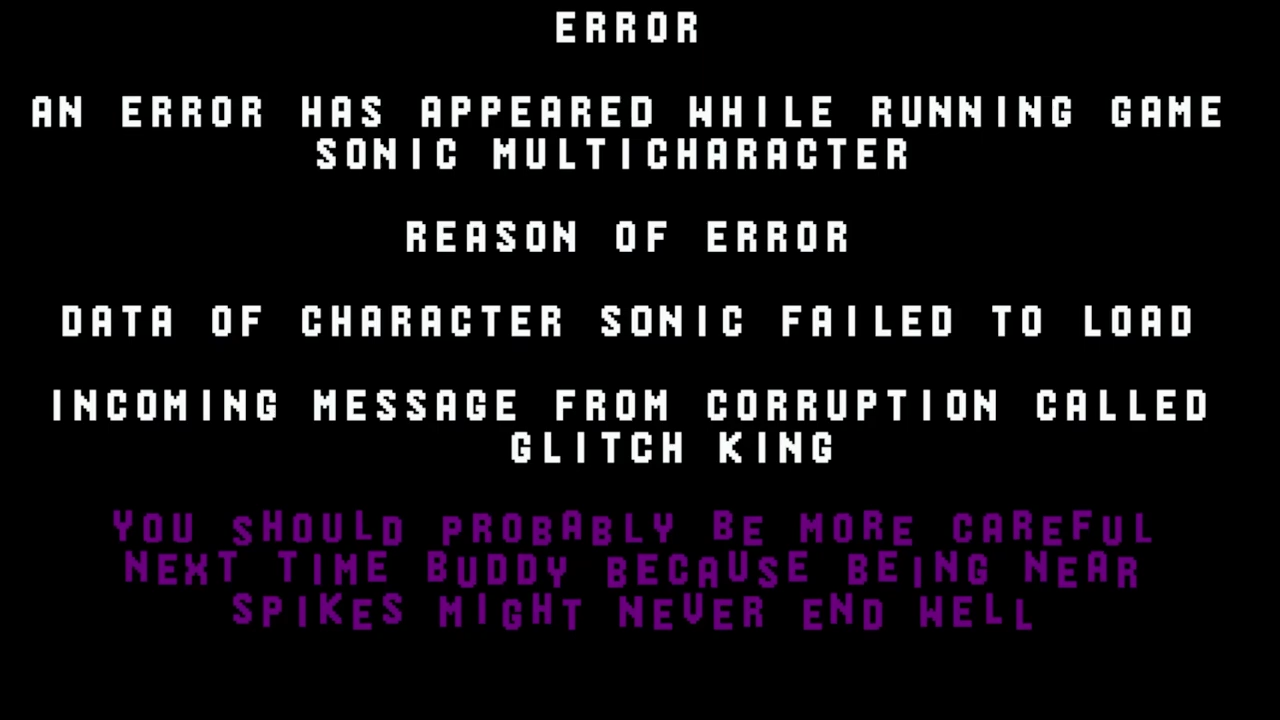 ERROR
AN ERROR HAS APPEARED WHILE RUNNING GAME
SONIC MULTICHARACTER
REASON OF ERROR
DATA OF CHARACTER SONIC FAILED TO LOAD
INCOMING MESSAGE FROM CORRUPTION CALLED
GLITCH KING
YOU SHOULD PROBABLY BE MORE CAREFUL
NEXT TIME BUDDY BECAUSE BEING NEAR
SPIKES MIGHT NEVER END WELL